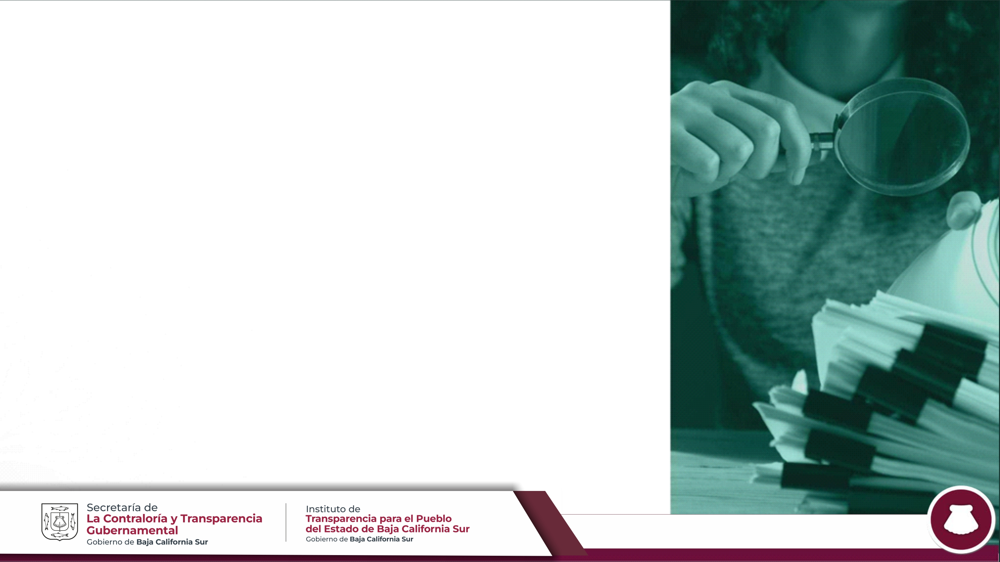 Secretaría de
La Contraloría y Transparencia
Gubernamental
Gobierno de Baja California Sur
Instituto de
Transparencia para el Pueblo
del Estado de Baja California Sur
Gobierno de Baja California Sur